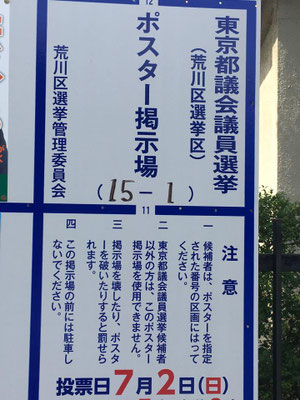 12
東京都議会議員選挙
(荒川区選挙区)
ポスター掲示場
(15-1)
荒川区選挙管理委員会
11
注意
一 候補者は、ポスターを指定
された番号の区画にはって
ください。
二 東京都議会議員選挙候補者
以外の方は、このポスター
掲示場を使用できません。
三 掲示場を壊したり、ポスタ
ーを破いたりすると罰せら
れます。
四 この掲示場の前には駐車し
ないでください。
投票日7月2日(日)